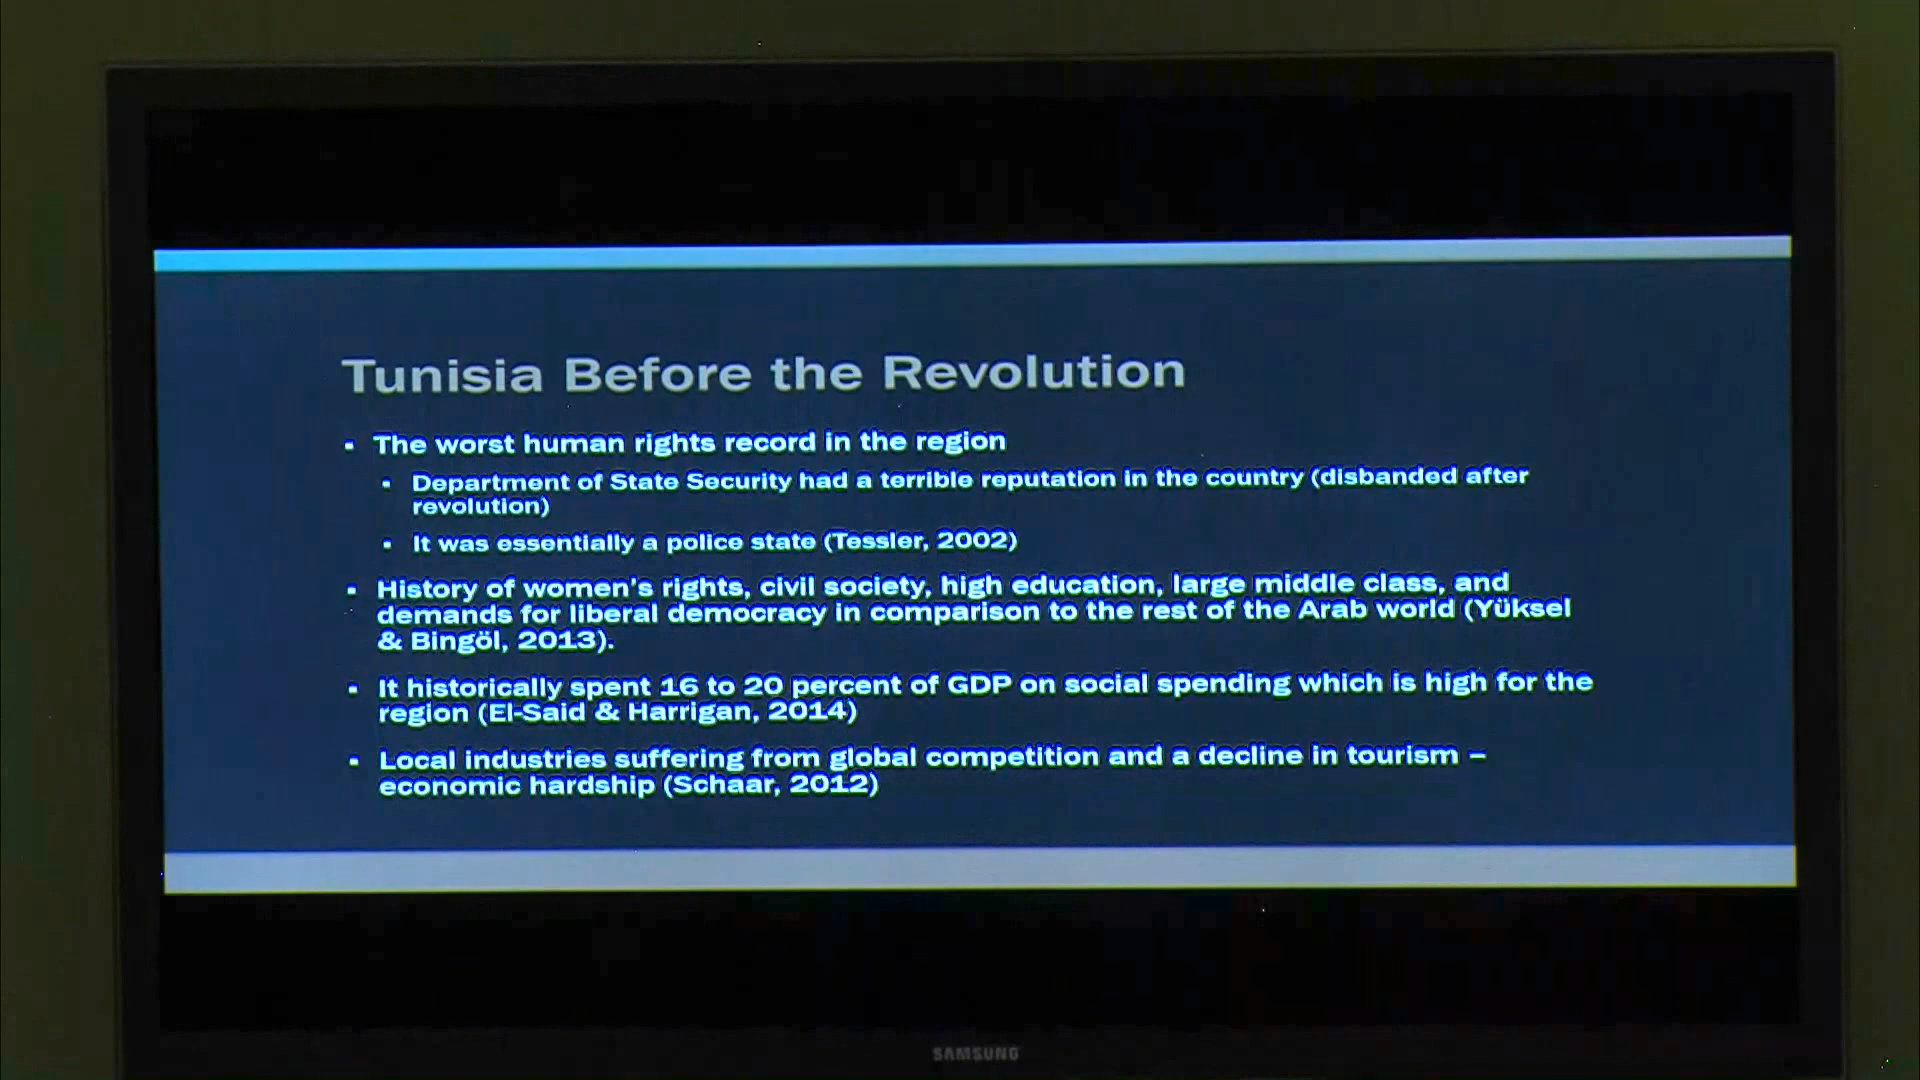 Tunisia Before the Revolution
▪ The worst human rights record in the region
▪ Department of State Security had a terrible reputation in the country (disbanded after
revolution)
▪ It was essentially a police state (Tessler, 2002)
▪ History of women's rights, civil society, high education, large middle class, and
demands for liberal democracy in comparison to the rest of the Arab world (Yüksel
& Bingöl, 2013).
▪ It historically spent 16 to 20 percent of GDP on social spending which is high for the
region (El-Said & Harrigan, 2014)
▪ Local industries suffering from global competition and a decline in tourism –
economic hardship (Schaar, 2012)
SAMSUNG